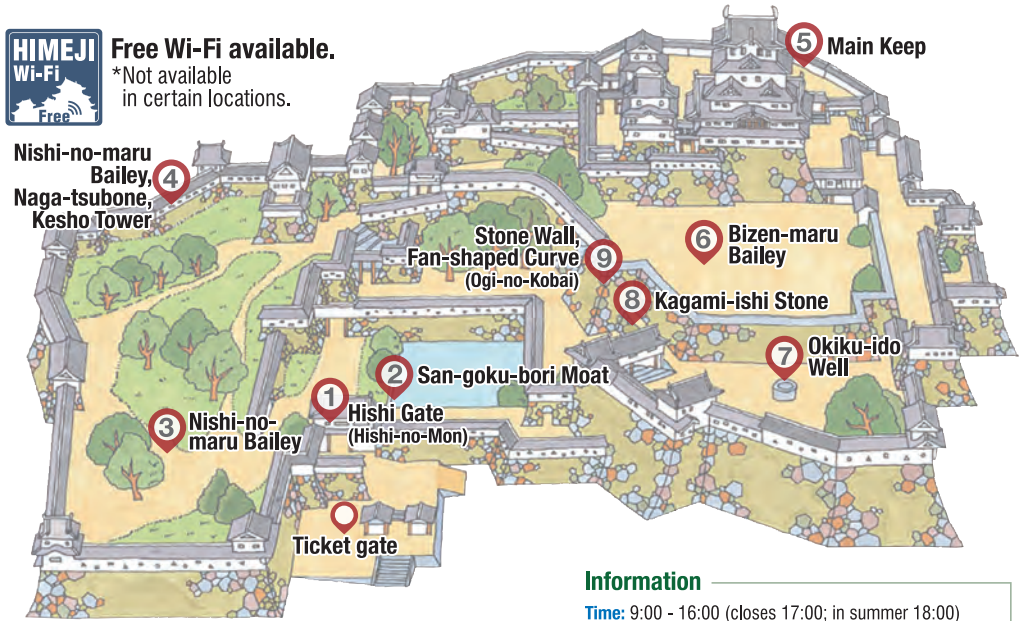 HIMEJI
Wi-Fi
Free
Free Wi-Fi available.
*Not available
in certain locations.
5
Main Keep
Nishi-no-maru
Bailey,
Naga-tsubone,
Kesho Tower
4
Stone Wall,
Fan-shaped Curve
(Ogi-no-Kobai)
9
6
Bizen-maru
Bailey
8
Kagami-ishi Stone
7
Okiku-ido
Well
2
San-goku-bori Moat
1
Hishi Gate
(Hishi-no-Mon)
3
Nishi-no-
maru Bailey
Ticket gate
Information
Time: 9:00 - 16:00 (closes 17:00; in summer 18:00)